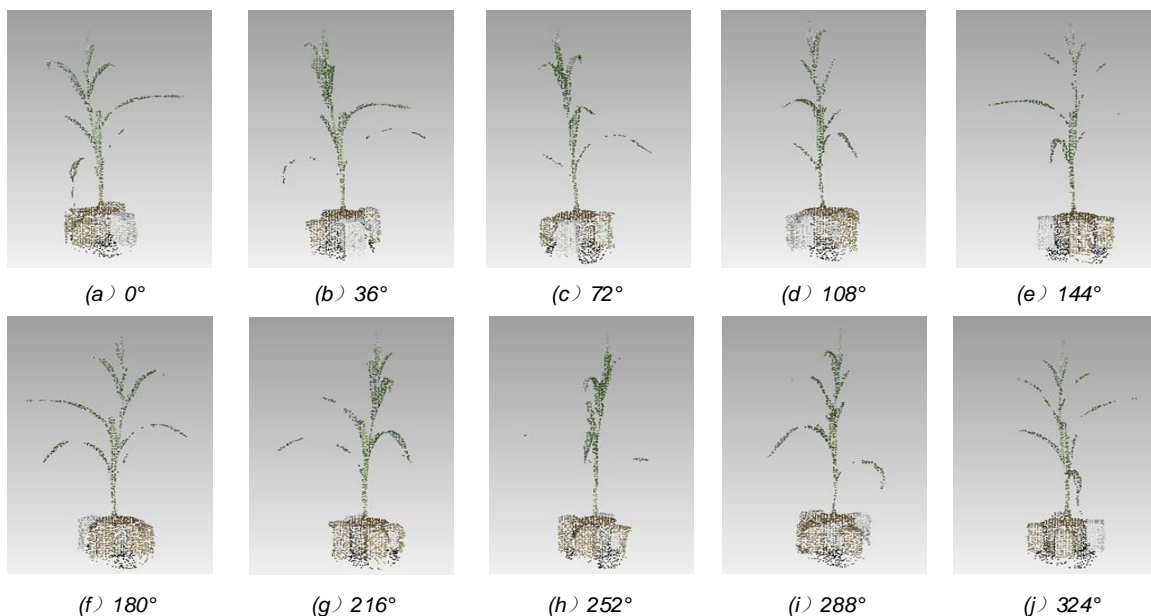 (a）0°
(b）36°
(c）72°
(d）108°
(e）144°
(f）180°
(g）216°
(h）252°
(i）288°
(j）324°